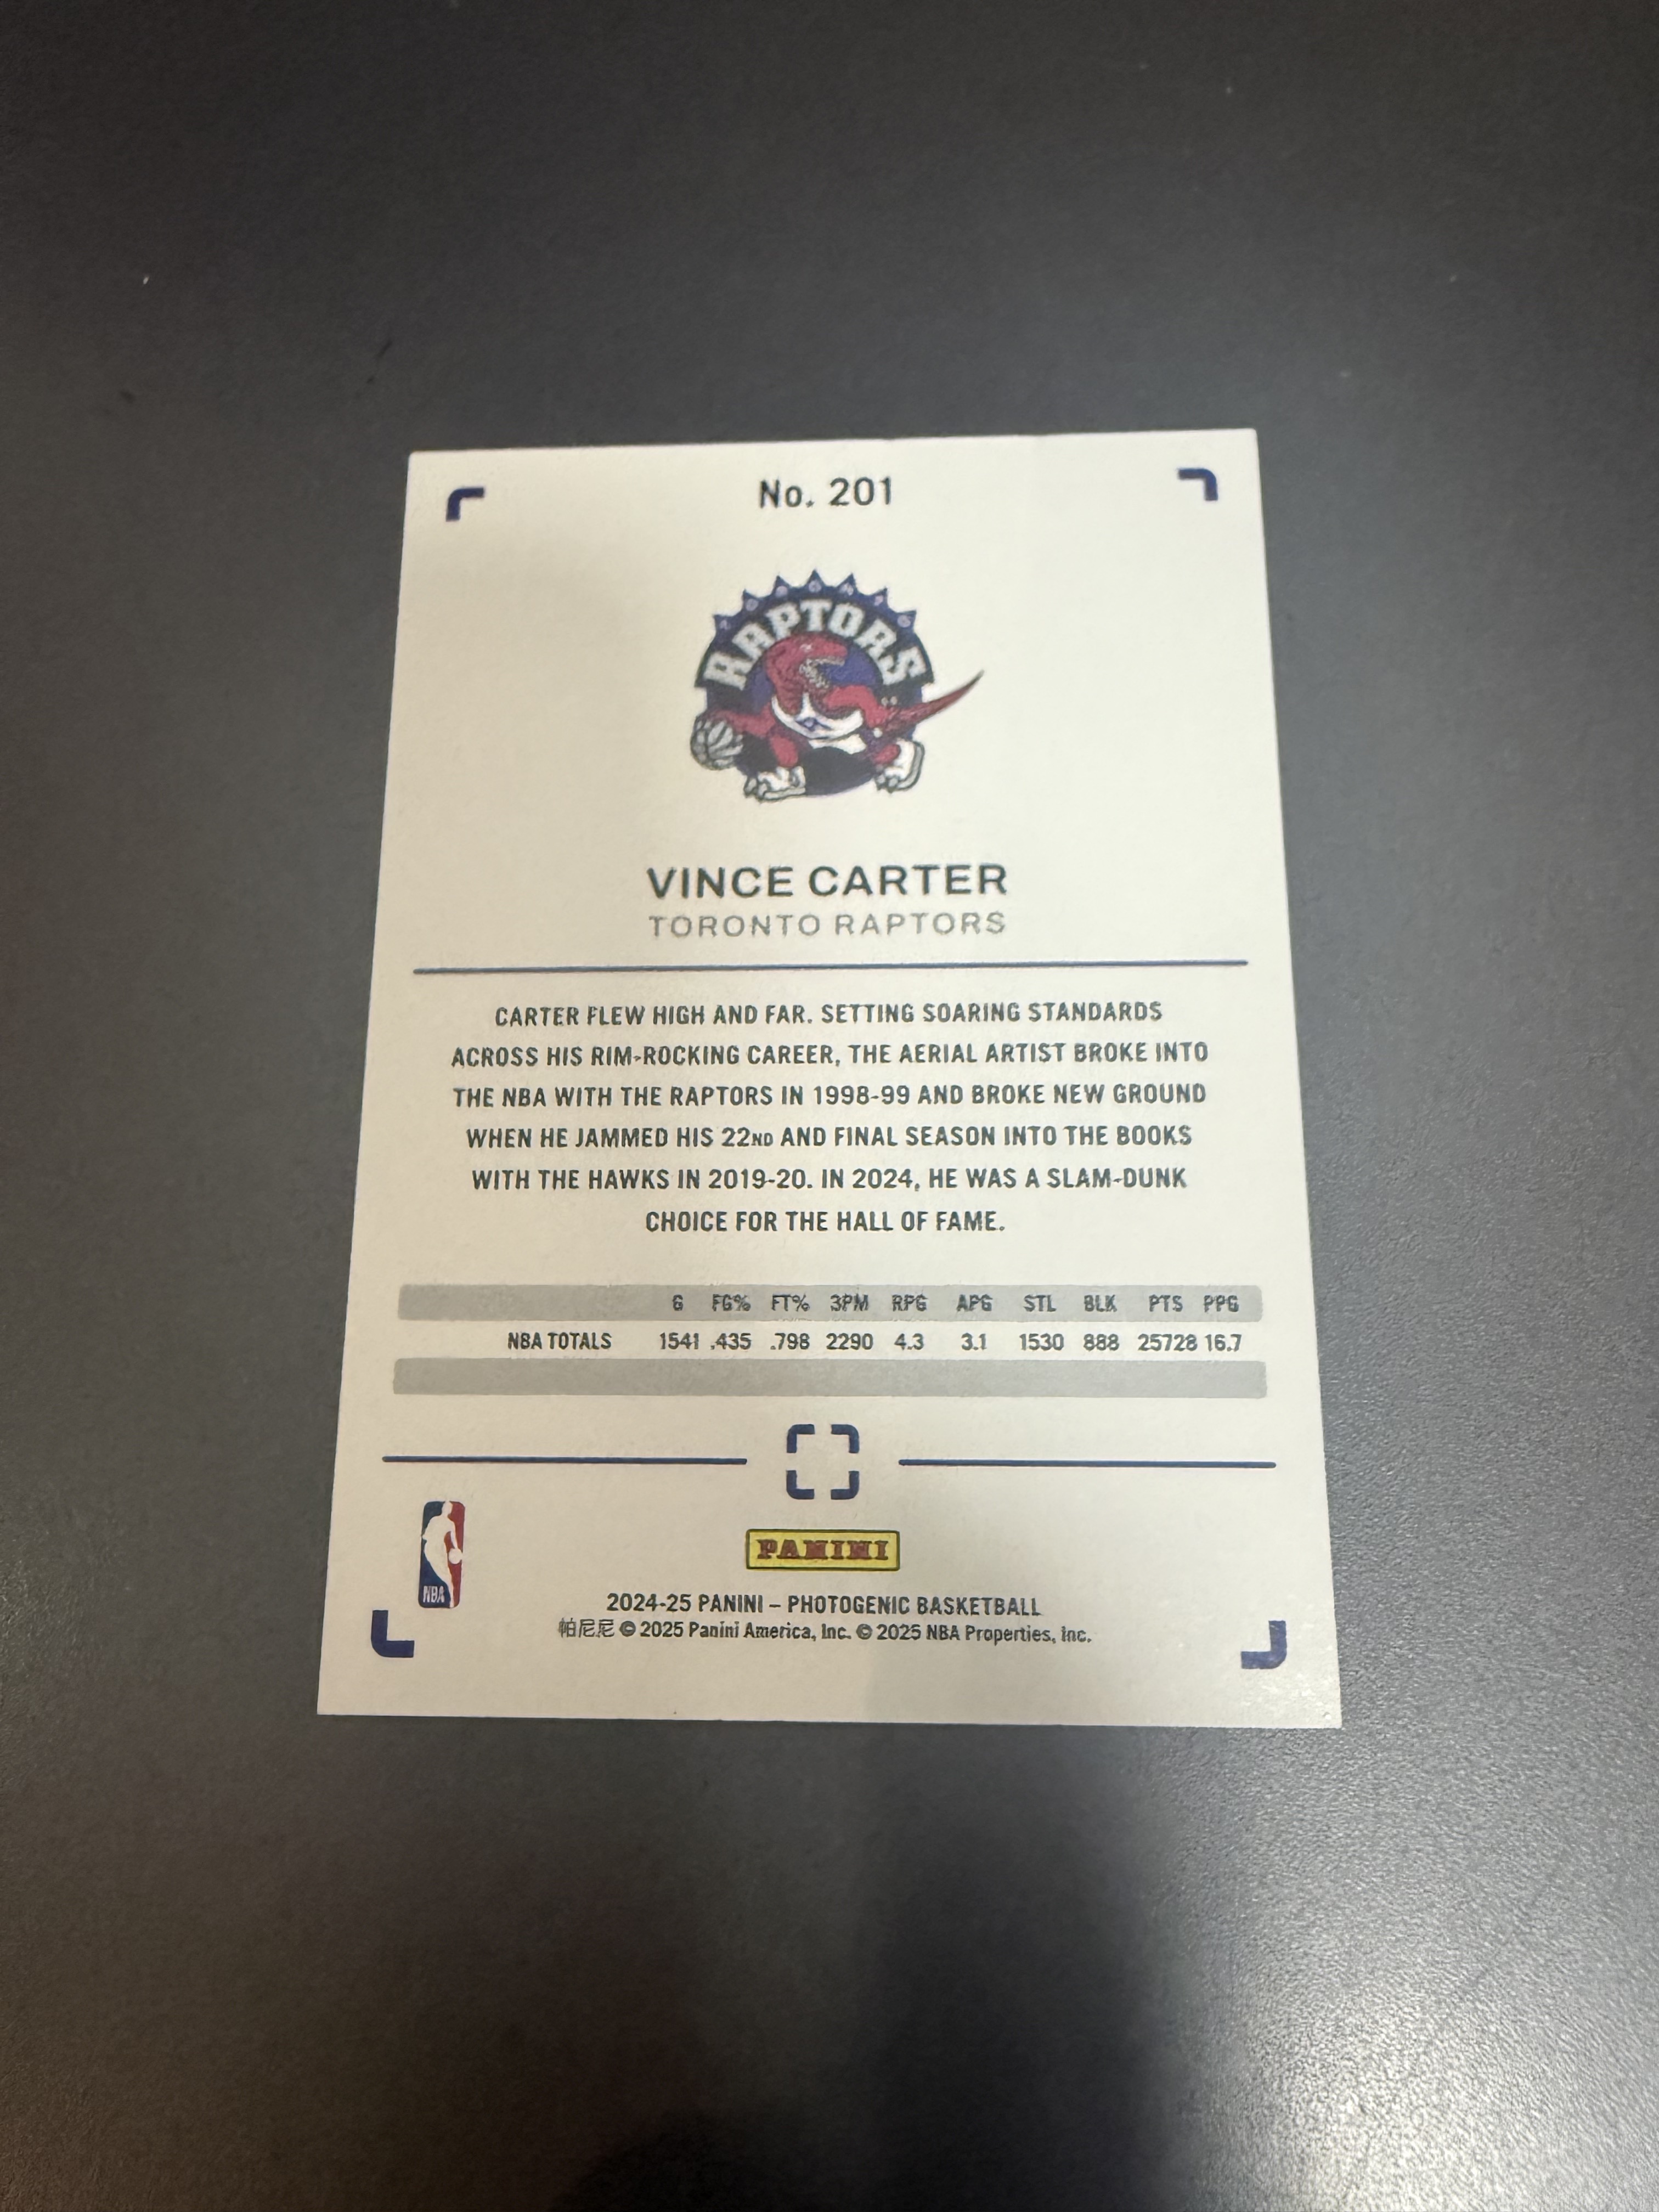 No. 201
TORONTO
RAPTORS
VINCE CARTER
TORONTO RAPTORS
CARTER FLEW HIGH AND FAR. SETTING SOARING STANDARDS
ACROSS HIS RIM-ROCKING CAREER, THE AERIAL ARTIST BROKE INTO
THE NBA WITH THE RAPTORS IN 1998-99 AND BROKE NEW GROUND
WHEN HE JAMMED HIS 22ND AND FINAL SEASON INTO THE BOOKS
WITH THE HAWKS IN 2019-20. IN 2024, HE WAS A SLAM-DUNK
CHOICE FOR THE HALL OF FAME.
G FG% FT% 3PM RPG APG STL BLK PTS PPG
NBA TOTALS 1541 .435 .798 2290 4.3 3.1 1530 888 25728 16.7
NBA
PANINI
2024-25 PANINI – PHOTOGENIC BASKETBALL
帕尼尼 © 2025 Panini America, Inc. © 2025 NBA Properties, Inc.